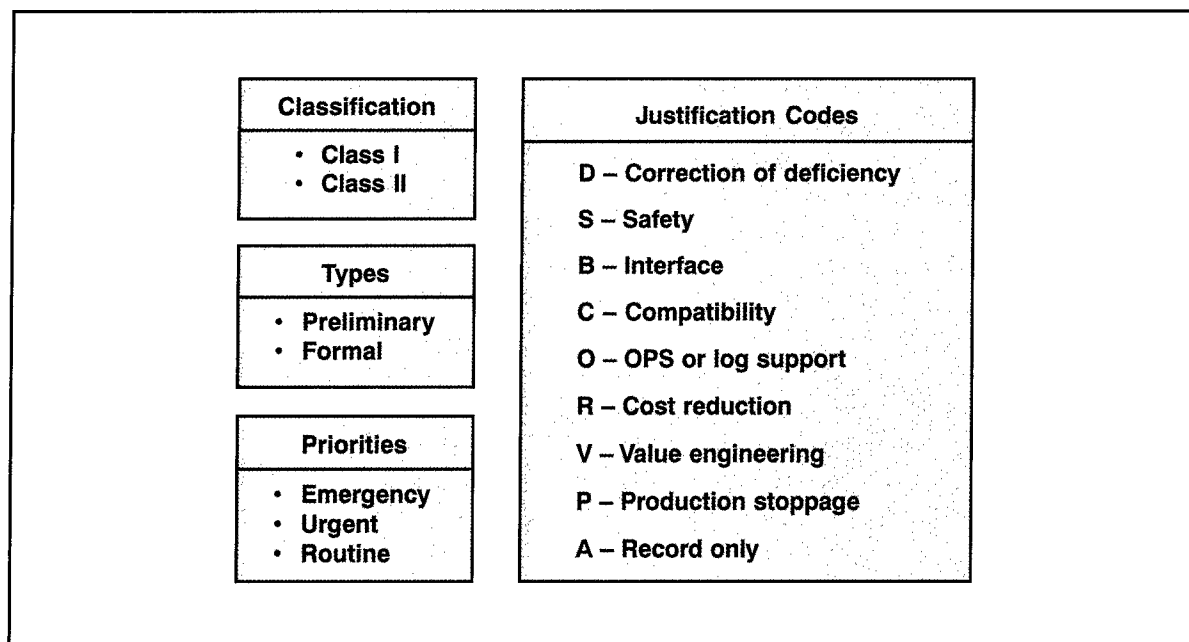 Classification
• Class I
• Class II
Types
• Preliminary
• Formal
Priorities
• Emergency
• Urgent
• Routine
Justification Codes
D – Correction of deficiency
S – Safety
B – Interface
C – Compatibility
O – OPS or log support
R – Cost reduction
V – Value engineering
P – Production stoppage
A – Record only